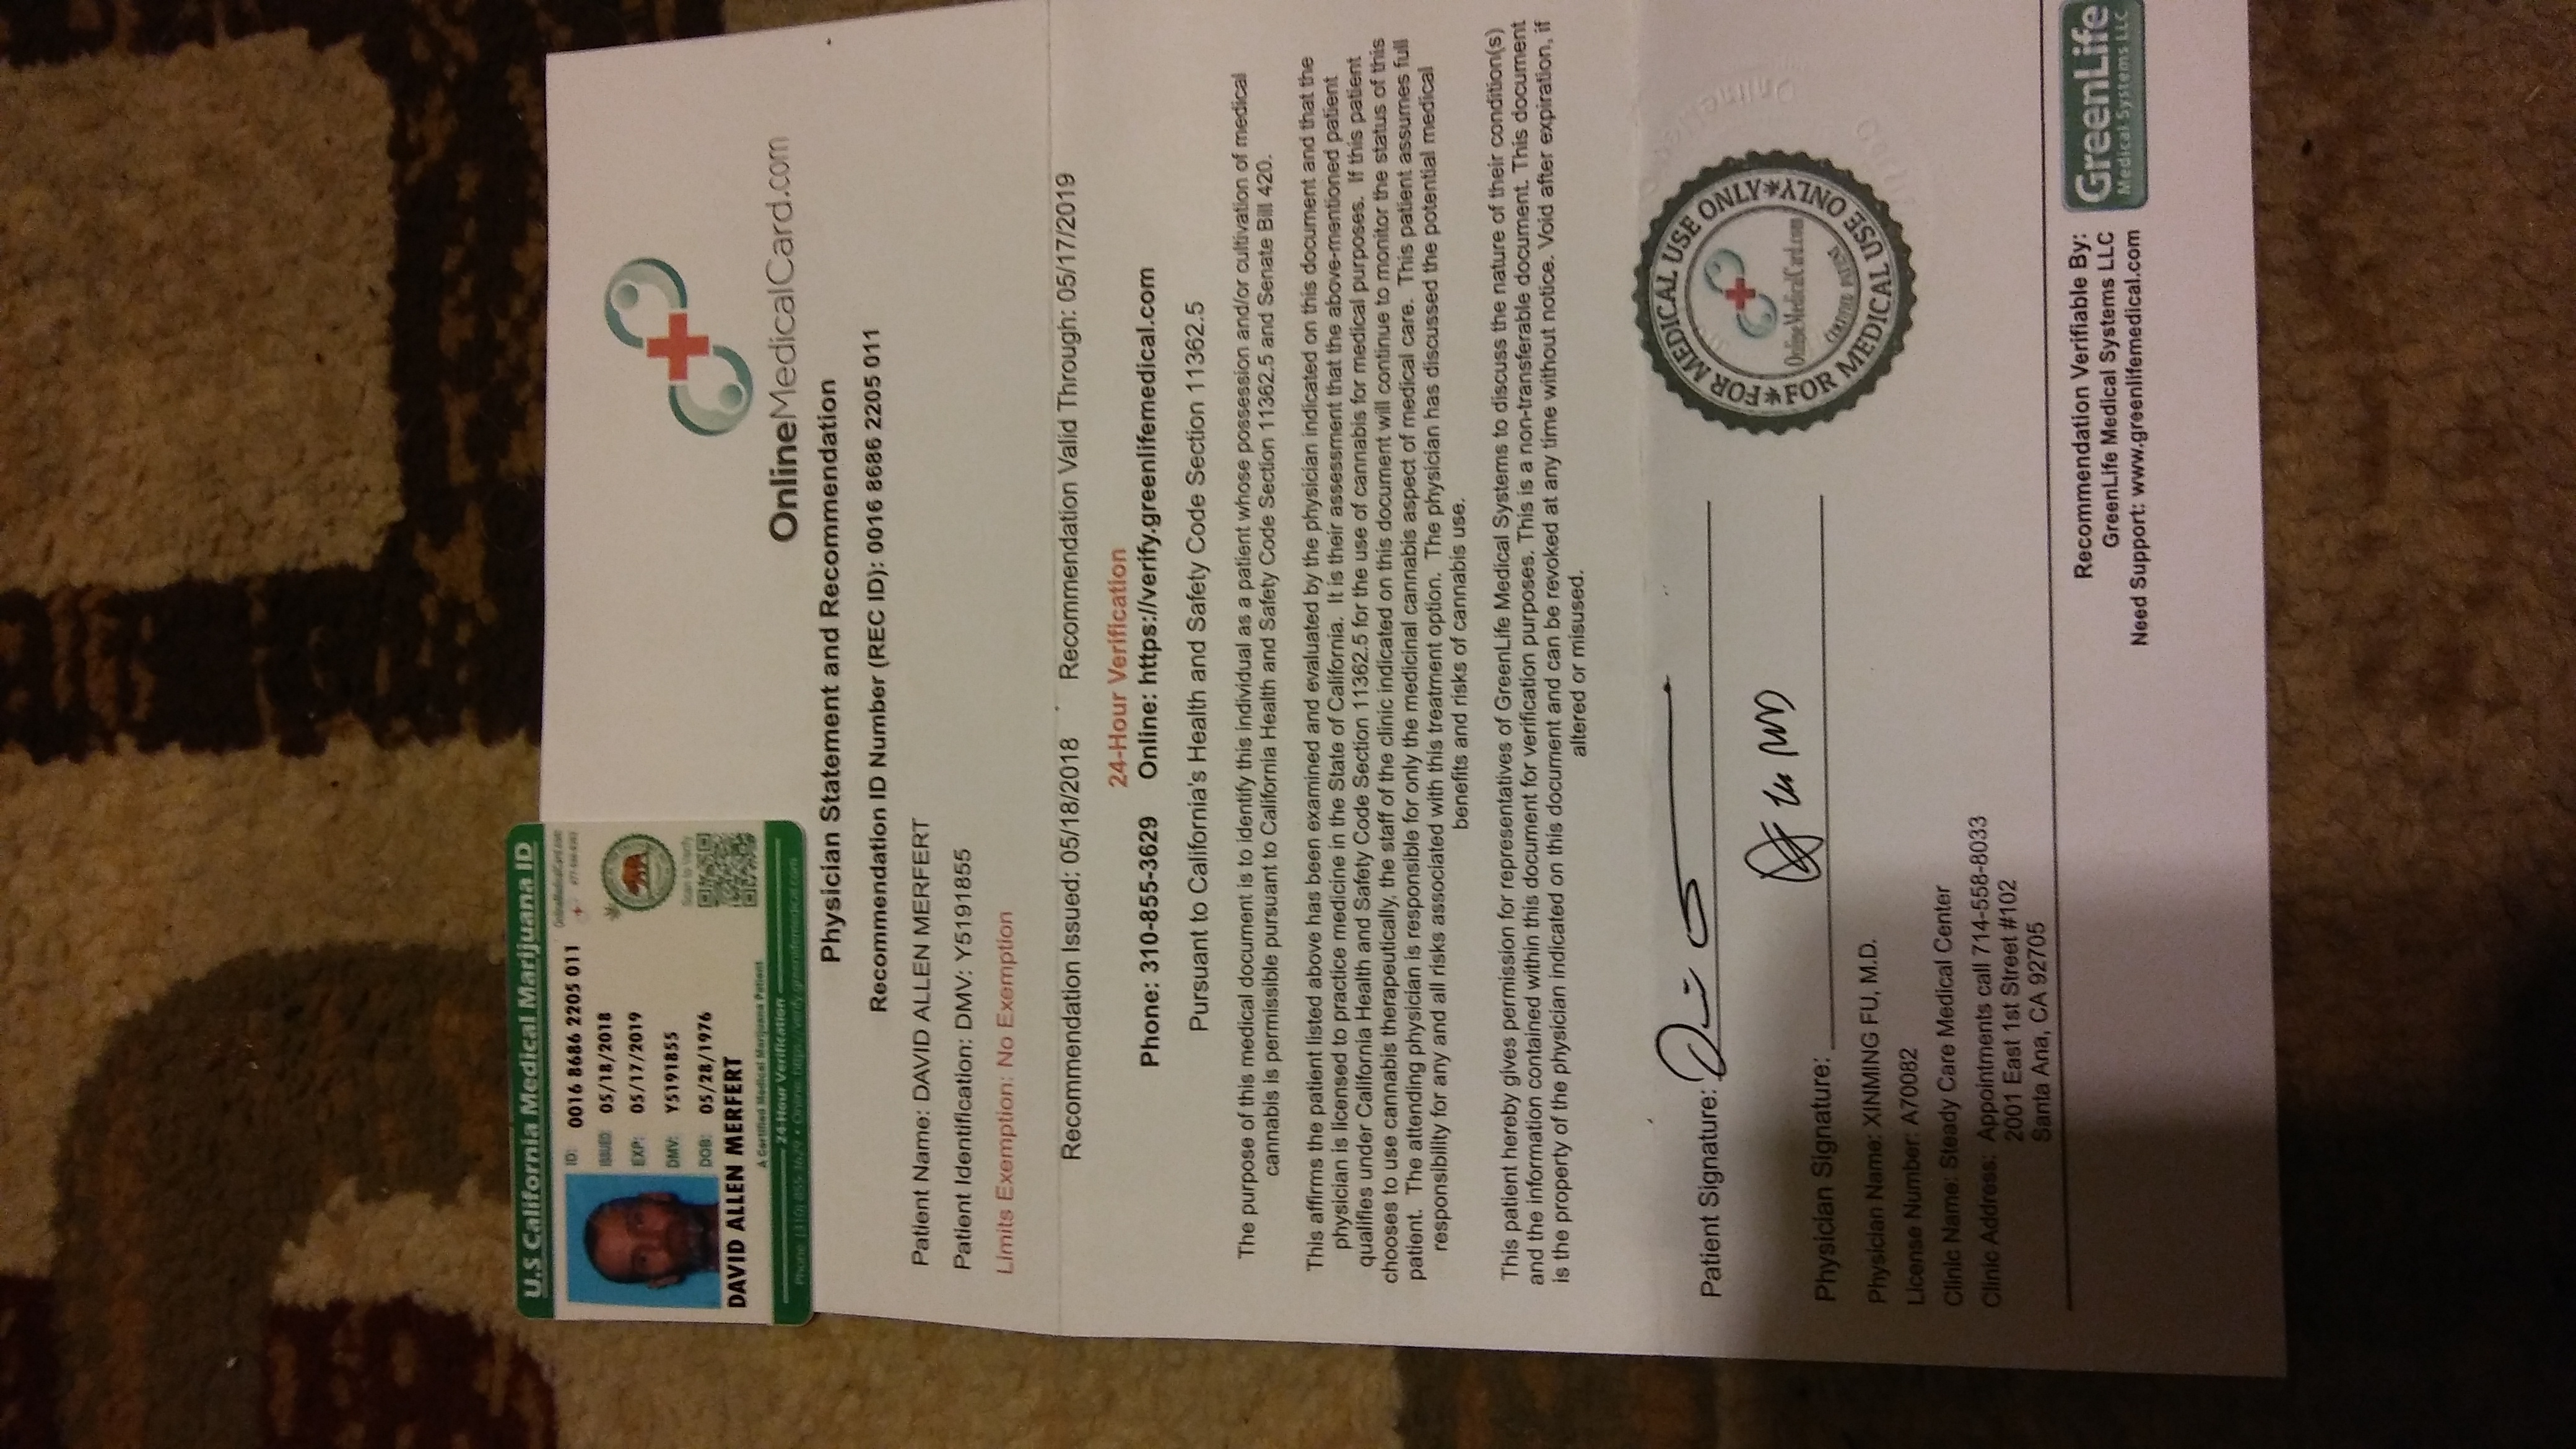 U.S California Medical Marijuana ID
OnlineMedicalCard.com
ID: 0016 8686 2205 011
ISSUED: 05/18/2018
EXP: 05/17/2019
DMV: Y5191855
DOB: 05/28/1976
Scan to Verify
DAVID ALLEN MERFERT
A Certified Medical Marijuana Patient
24-Hour Verification
Phone: (310) 855-3629 • Online: https://verify.greenlifemedical.com
OnlineMedicalCard.com
Physician Statement and Recommendation
Recommendation ID Number (REC ID): 0016 8686 2205 011
Patient Name: DAVID ALLEN MERFERT
Patient Identification: DMV: Y5191855
Limits Exemption: No Exemption
Recommendation Issued: 05/18/2018 Recommendation Valid Through: 05/17/2019
24-Hour Verification
Phone: 310-855-3629 Online: https://verify.greenlifemedical.com
Pursuant to California's Health and Safety Code Section 11362.5
The purpose of this medical document is to identify this individual as a patient whose possession and/or cultivation of medical
cannabis is permissible pursuant to California Health and Safety Code Section 11362.5 and Senate Bill 420.
This affirms the patient listed above has been examined and evaluated by the physician indicated on this document and that the
physician is licensed to practice medicine in the State of California. It is their assessment that the above-mentioned patient
qualifies under California Health and Safety Code Section 11362.5 for the use of cannabis for medical purposes. If this patient
chooses to use cannabis therapeutically, the staff of the clinic indicated on this document will continue to monitor the status of this
patient. The attending physician is responsible for only the medicinal cannabis aspect of medical care. This patient assumes full
responsibility for any and all risks associated with this treatment option. The physician has discussed the potential medical
benefits and risks of cannabis use.
This patient hereby gives permission for representatives of GreenLife Medical Systems to discuss the nature of their condition(s)
and the information contained within this document for verification purposes. This is a non-transferable document. This document
is the property of the physician indicated on this document and can be revoked at any time without notice. Void after expiration, if
altered or misused.
Patient Signature:
Physician Signature:
*FOR MEDICAL USE ONLY*
FOR MEDICAL USE ONLY
OnlineMedicalCard.com
CERTIFIED PATIENT
Physician Name: XINMING FU, M.D.
License Number: A70082
Clinic Name: Steady Care Medical Center
Clinic Address: Appointments call 714-558-8033
2001 East 1st Street #102
Santa Ana, CA 92705
Recommendation Verifiable By:
GreenLife Medical Systems LLC
Need Support: www.greenlifemedical.com
GreenLife
Medical Systems LLC